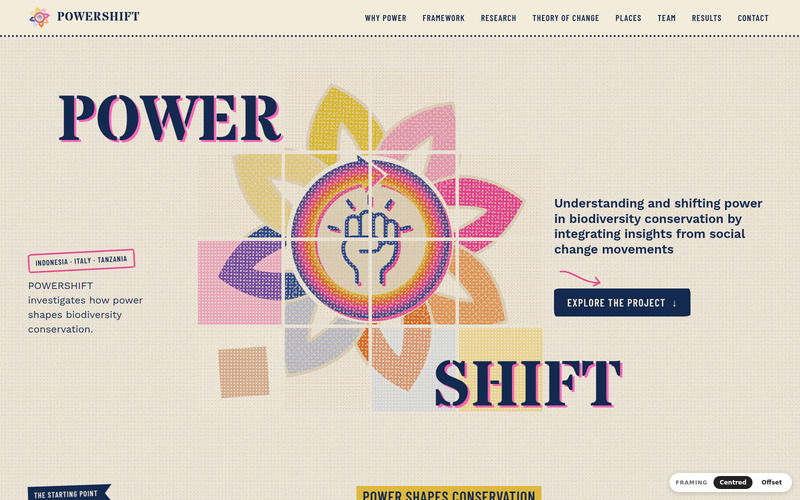 POWERSHIFT
WHY POWER
FRAMEWORK
RESEARCH
THEORY OF CHANGE
PLACES
TEAM
RESULTS
CONTACT
POWER
INDONESIA · ITALY · TANZANIA
POWERSHIFT
investigates how power
shapes biodiversity
conservation.
Understanding and shifting power
in biodiversity conservation by
integrating insights from social
change movements
EXPLORE THE PROJECT ↓
SHIFT
THE STARTING POINT
POWER SHAPES CONSERVATION
FRAMING
Centred
Offset